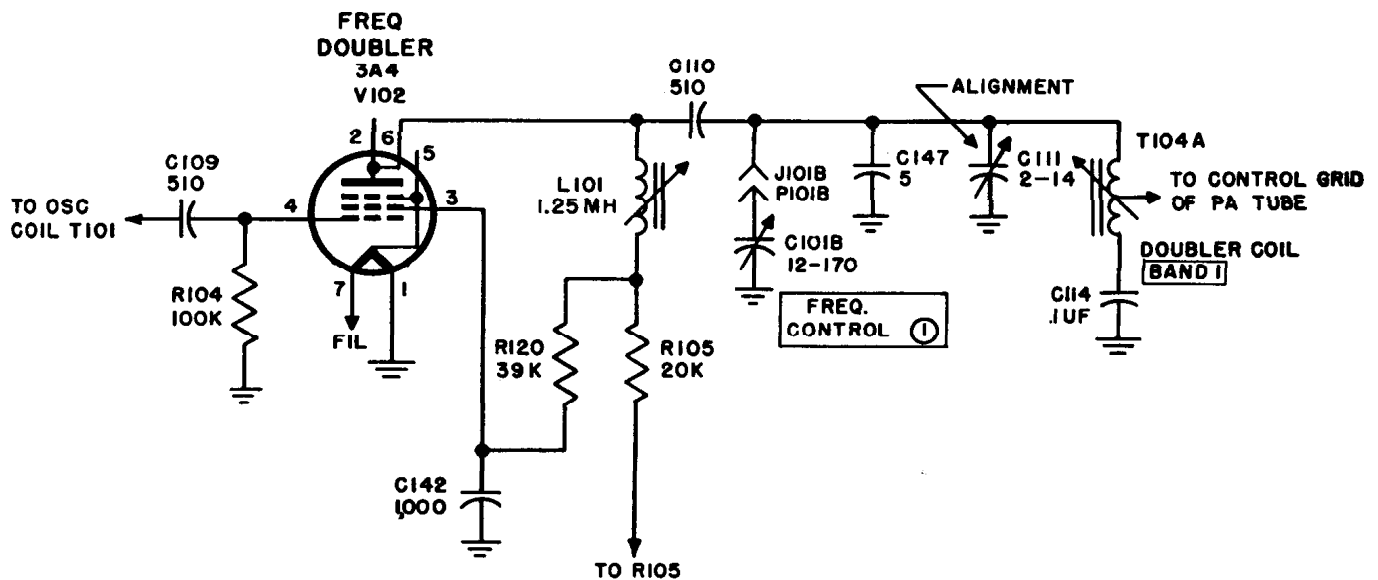 FREQ
DOUBLER
3A4
V102
2 6
5
3
4
7
1
C109
510
TO OSC
COIL T101
R104
100K
FIL
C110
510
L101
1.25 MH
R120
39K
R105
20K
C142
1,000
TO R105
J101B
P101B
C101B
12-170
FREQ.
CONTROL 1
C147
5
ALIGNMENT
C111
2-14
T104A
TO CONTROL GRID
OF PA TUBE
DOUBLER COIL
BAND 1
C114
.1UF